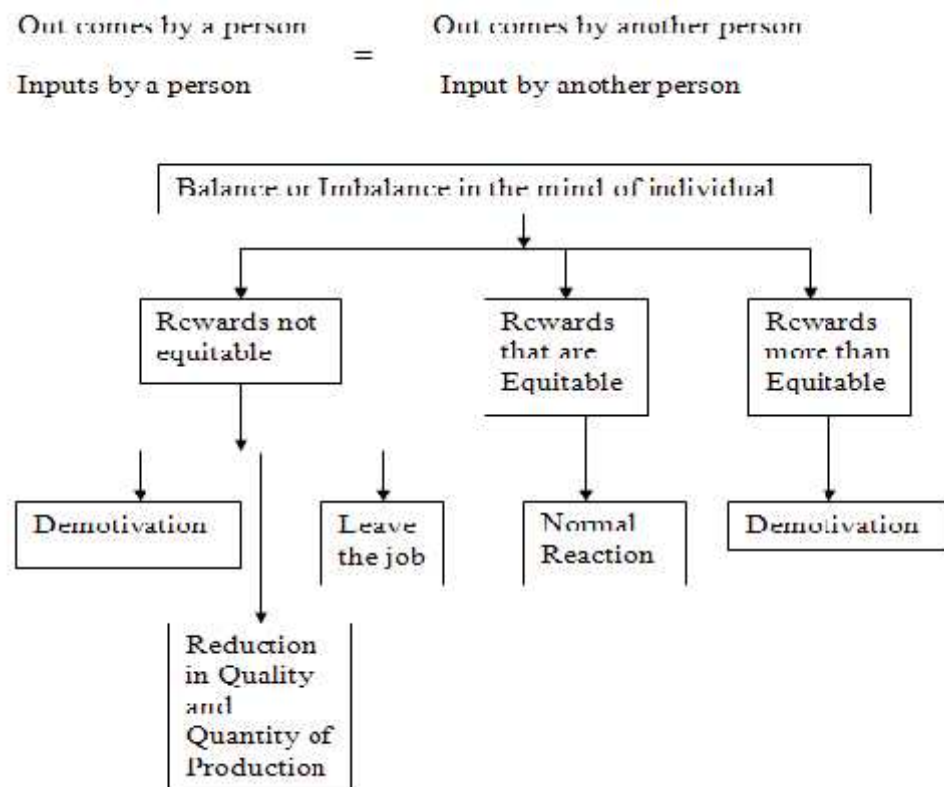 Out comes by a person
Out comes by another person
=
Inputs by a person
Input by another person
Balance or Imbalance in the mind of individual
Rewards not
equitable
Rewards
that are
Equitable
Rewards
more than
Equitable
Demotivation
Leave
the job
Normal
Reaction
Demotivation
Reduction
in Quality
and
Quantity of
Production